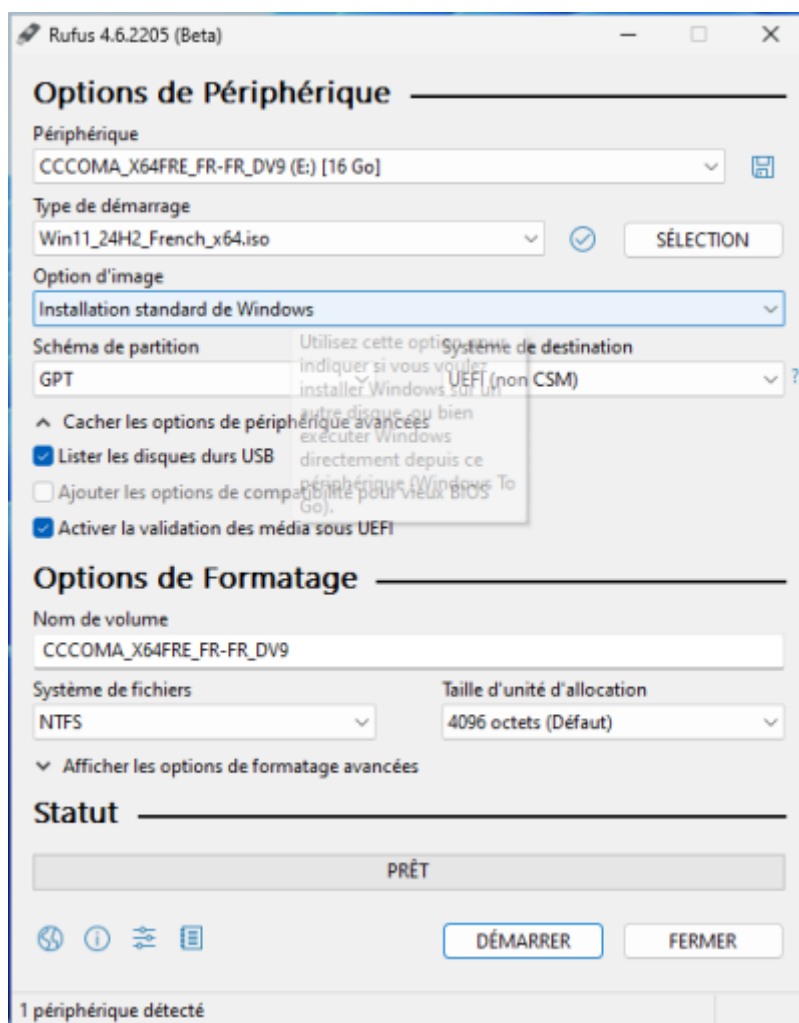 Rufus 4.6.2205 (Beta)
Options de Périphérique
Périphérique
CCCOMA_X64FRE_FR-FR_DV9 (E:) [16 Go]
Type de démarrage
Win11_24H2_French_x64.iso
SÉLECTION
Option d'image
Installation standard de Windows
Schéma de partition
Système de destination
GPT
UEFI (non CSM)
?
Utilisez cette option pour
indiquer si vous voulez
installer Windows sur un
autre disque, ou bien
exécuter Windows
directement depuis ce
périphérique (Windows To
Go).
Cacher les options de périphérique avancées
Lister les disques durs USB
Ajouter les options de compatibilité pour vieux BIOS
Activer la validation des média sous UEFI
Options de Formatage
Nom de volume
CCCOMA_X64FRE_FR-FR_DV9
Système de fichiers
Taille d'unité d'allocation
NTFS
4096 octets (Défaut)
Afficher les options de formatage avancées
Statut
PRÊT
DÉMARRER
FERMER
1 périphérique détecté